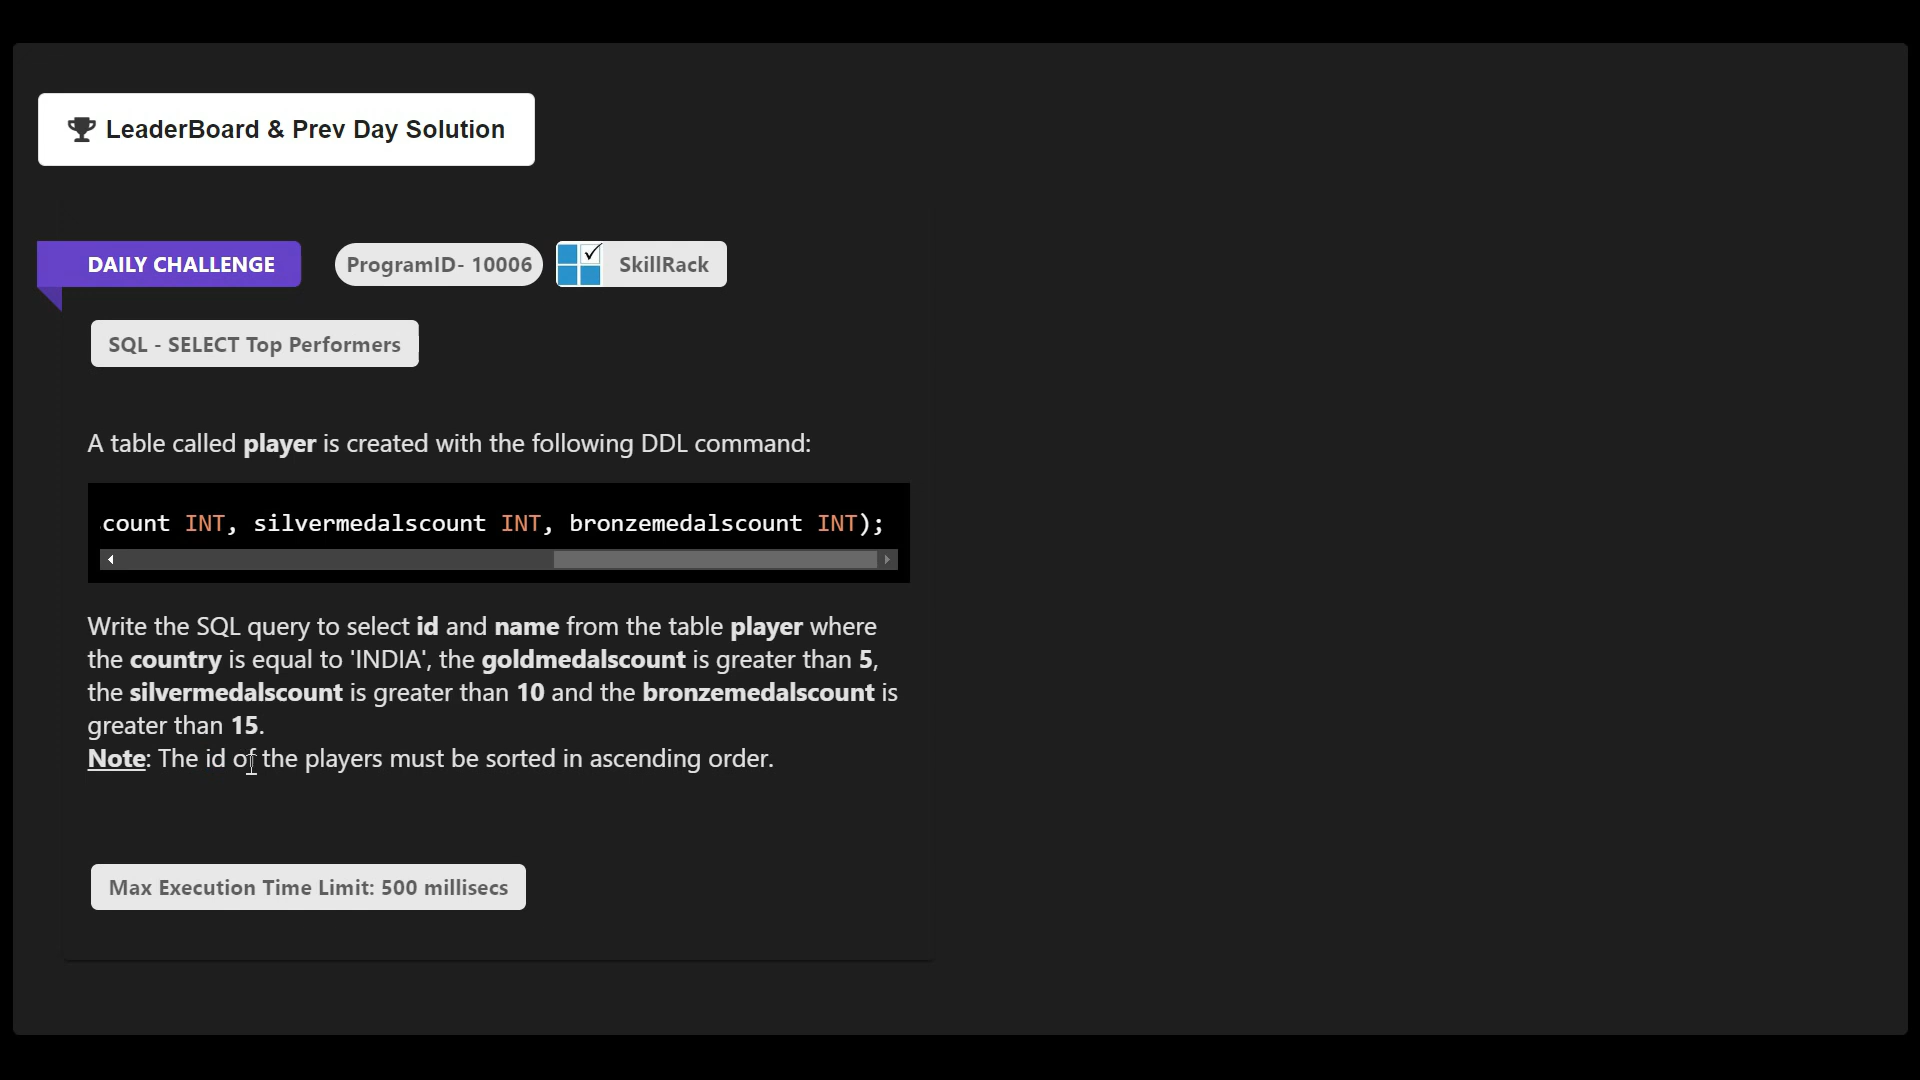 LeaderBoard & Prev Day Solution
DAILY CHALLENGE
ProgramID- 10006
SkillRack
SQL - SELECT Top Performers
A table called player is created with the following DDL command:
count INT, silvermedalscount INT, bronzemedalscount INT);
Write the SQL query to select id and name from the table player where
the country is equal to 'INDIA', the goldmedalscount is greater than 5,
the silvermedalscount is greater than 10 and the bronzemedalscount is
greater than 15.
Note: The id of the players must be sorted in ascending order.
Max Execution Time Limit: 500 millisecs